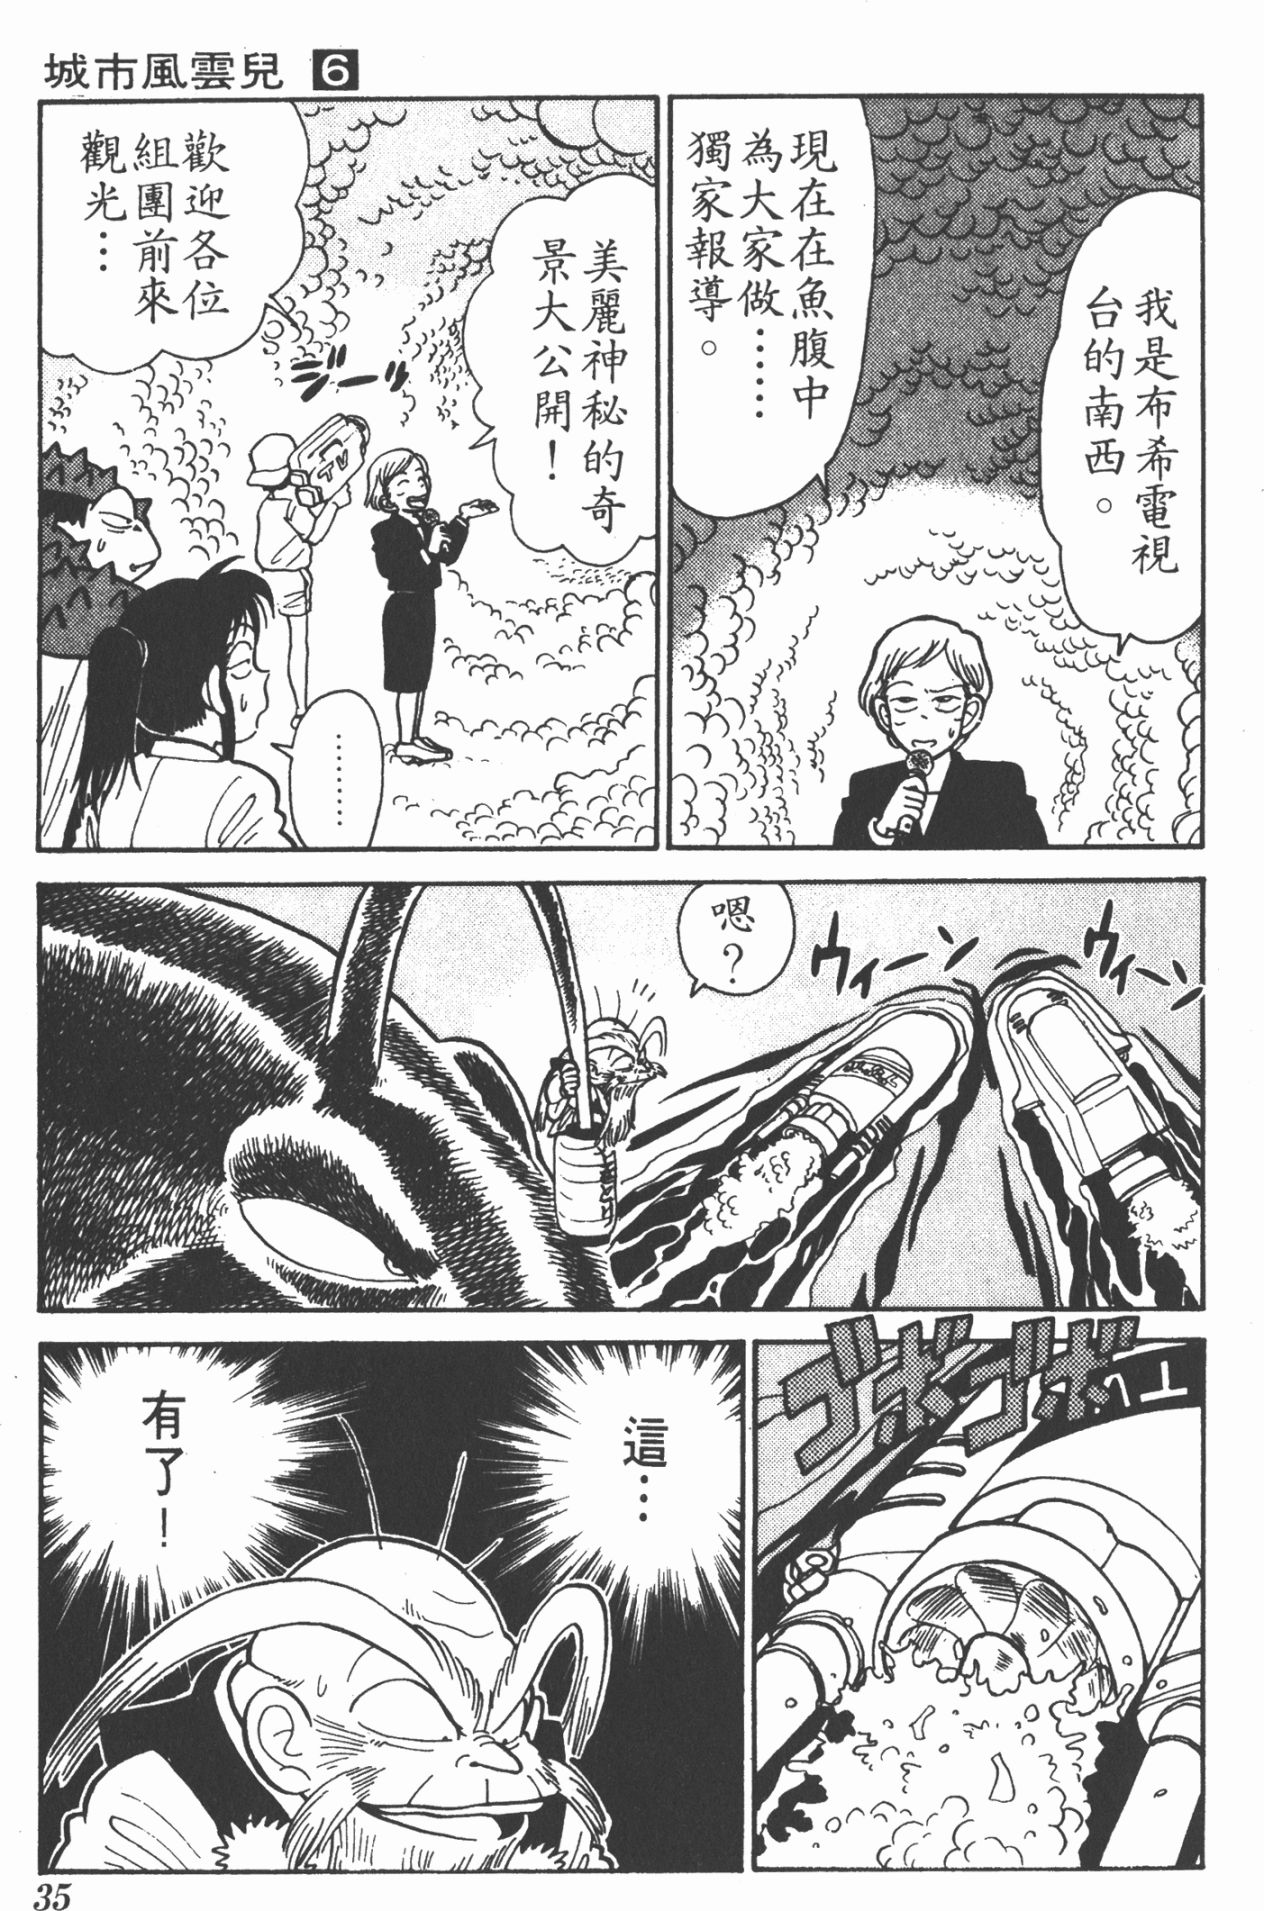 城市風雲兒 6
我是布希電視
台的南西。
現在在魚腹中
為大家做……
獨家報導。
美麗神秘的奇
景大公開！
歡迎各位
組團前來
觀光…
ジーッ
TV
………
ウィーン
ウィーン
嗯？
ゴボゴボ
這…
有了！
35